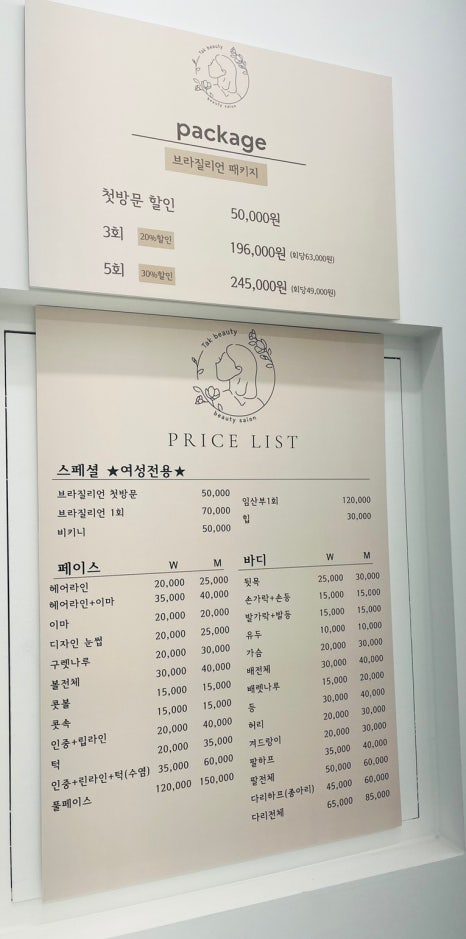 Tak beauty
beauty salon
package
브라질리언 패키지
첫방문 할인 50,000원
3회 20%할인 196,000원 (회당63,000원)
5회 30%할인 245,000원 (회당49,000원)
Tak beauty
beauty salon
PRICE LIST
스페셜 ★여성전용★
브라질리언 첫방문 50,000
브라질리언 1회 70,000
비키니 50,000
임산부1회 120,000
힙 30,000
페이스 W M
헤어라인 20,000 25,000
헤어라인+이마 35,000 40,000
이마 20,000 20,000
디자인 눈썹 20,000 25,000
구렛나루 20,000 30,000
볼전체 30,000 40,000
콧볼 15,000 15,000
콧속 15,000 15,000
인중+립라인 20,000 40,000
턱 20,000 35,000
인중+린라인+턱(수염) 35,000 60,000
풀페이스 120,000 150,000
바디 W M
뒷목 25,000 30,000
손가락+손등 15,000 15,000
발가락+발등 15,000 15,000
유두 10,000 10,000
가슴 20,000 30,000
배전체 30,000 40,000
배렛나루 15,000 20,000
등 30,000 40,000
허리 20,000 30,000
겨드랑이 20,000 30,000
팔하프 35,000 40,000
팔전체 50,000 60,000
다리하프(종아리) 45,000 60,000
다리전체 65,000 85,000